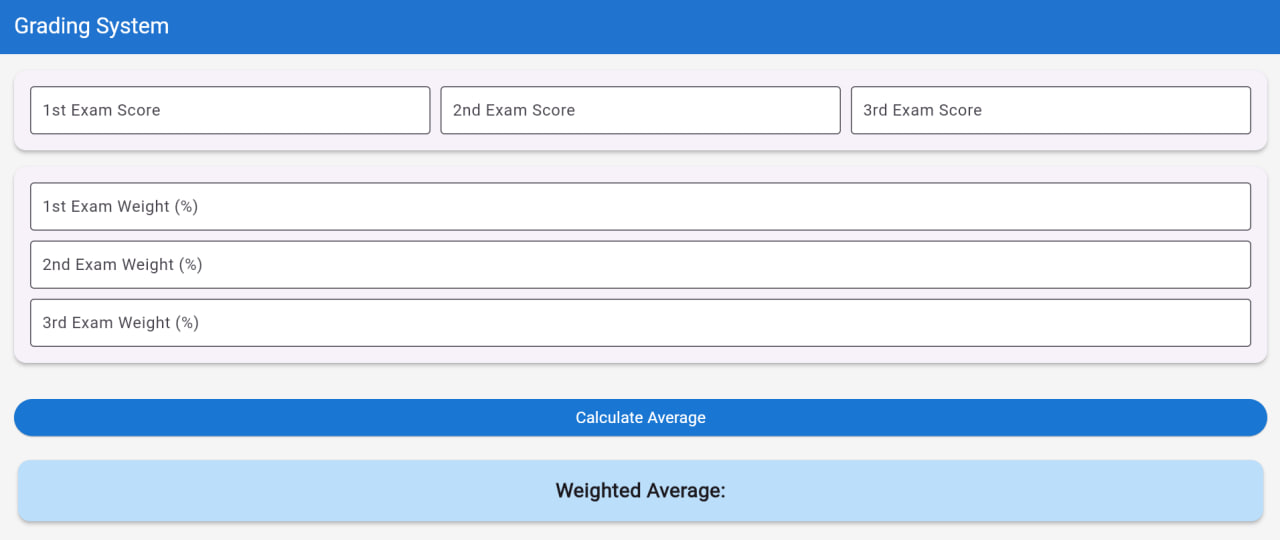 Grading System
1st Exam Score
2nd Exam Score
3rd Exam Score
1st Exam Weight (%)
2nd Exam Weight (%)
3rd Exam Weight (%)
Calculate Average
Weighted Average: